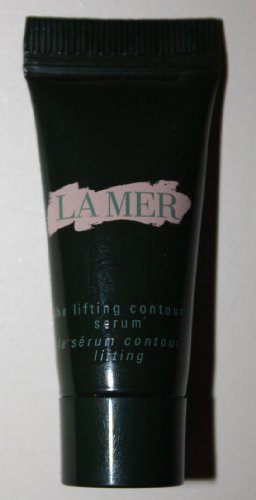 LA MER
the lifting contour
serum
le sérum contour
lifting